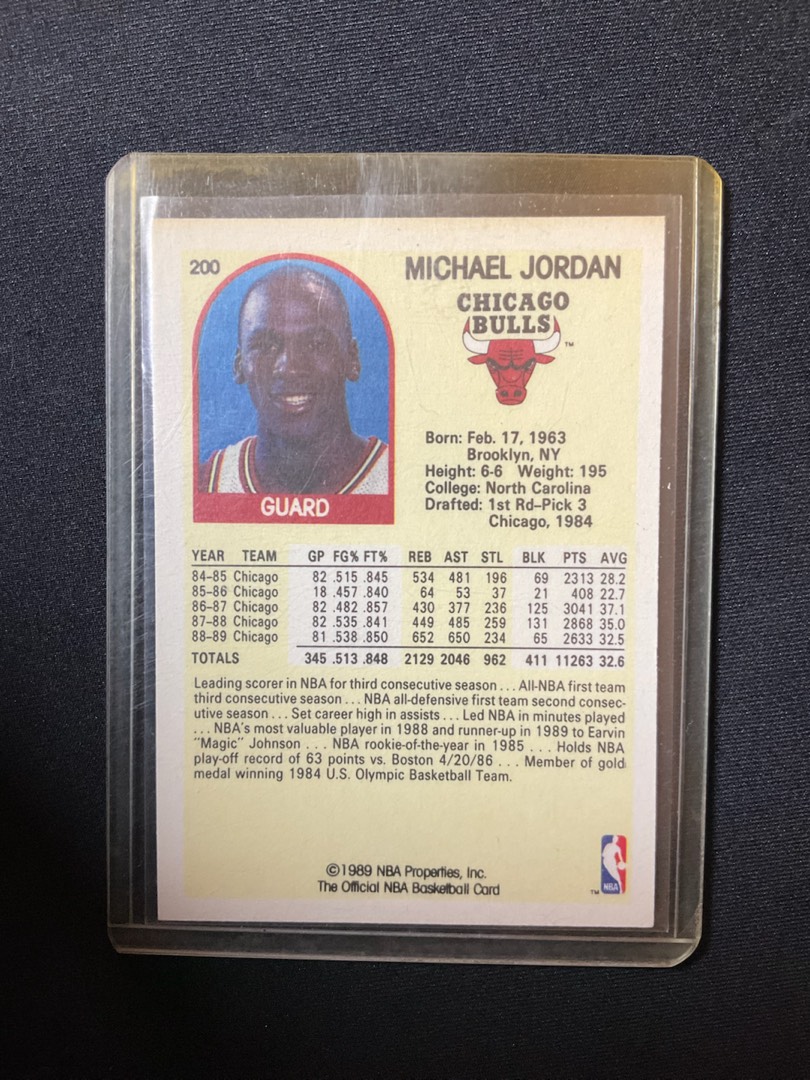 200
MICHAEL JORDAN
CHICAGO
BULLS
TM
GUARD
Born: Feb. 17, 1963
Brooklyn, NY
Height: 6-6 Weight: 195
College: North Carolina
Drafted: 1st Rd–Pick 3
Chicago, 1984
YEAR TEAM GP FG% FT% REB AST STL BLK PTS AVG
84–85 Chicago 82 .515 .845 534 481 196 69 2313 28.2
85–86 Chicago 18 .457 .840 64 53 37 21 408 22.7
86–87 Chicago 82 .482 .857 430 377 236 125 3041 37.1
87–88 Chicago 82 .535 .841 449 485 259 131 2868 35.0
88–89 Chicago 81 .538 .850 652 650 234 65 2633 32.5
TOTALS 345 .513 .848 2129 2046 962 411 11263 32.6
Leading scorer in NBA for third consecutive season . . . All-NBA first team
third consecutive season . . . NBA all-defensive first team second consec-
utive season . . . Set career high in assists . . . Led NBA in minutes played
. . . NBA's most valuable player in 1988 and runner-up in 1989 to Earvin
"Magic" Johnson . . . NBA rookie-of-the-year in 1985 . . . Holds NBA
play-off record of 63 points vs. Boston 4/20/86 . . . Member of gold
medal winning 1984 U.S. Olympic Basketball Team.
©1989 NBA Properties, Inc.
The Official NBA Basketball Card
TM
NBA